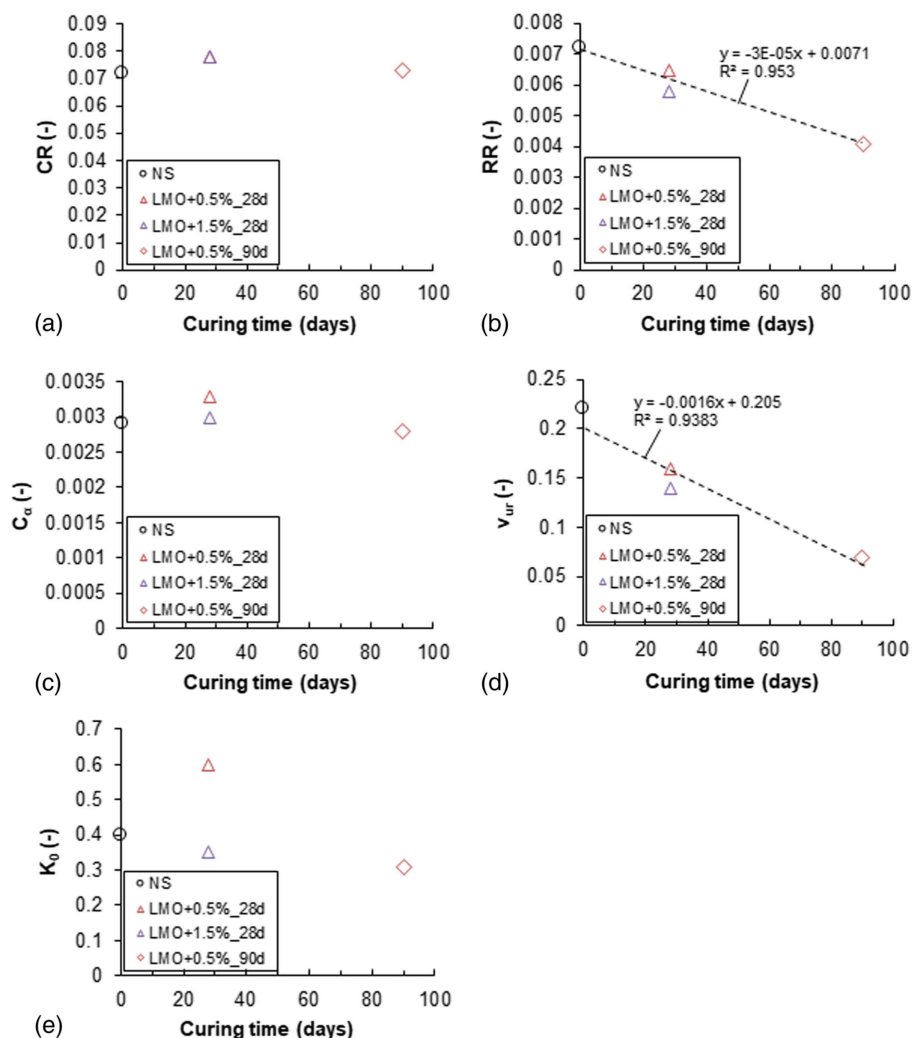 0.09
0.08
0.07
0.06
0.05
0.04
0.03
0.02
0.01
0
CR (-)
NS
LMO+0.5%_28d
LMO+1.5%_28d
LMO+0.5%_90d
0 20 40 60 80 100
(a)
Curing time (days)
0.008
0.007
0.006
0.005
0.004
0.003
0.002
0.001
0
RR (-)
y = -3E-05x + 0.0071
R² = 0.953
NS
LMO+0.5%_28d
LMO+1.5%_28d
LMO+0.5%_90d
0 20 40 60 80 100
(b)
Curing time (days)
0.0035
0.003
0.0025
0.002
0.0015
0.001
0.0005
0
Cα (-)
NS
LMO+0.5%_28d
LMO+1.5%_28d
LMO+0.5%_90d
0 20 40 60 80 100
(c)
Curing time (days)
0.25
0.2
0.15
0.1
0.05
0
νur (-)
y = -0.0016x + 0.205
R² = 0.9383
NS
LMO+0.5%_28d
LMO+1.5%_28d
LMO+0.5%_90d
0 20 40 60 80 100
(d)
Curing time (days)
0.7
0.6
0.5
0.4
0.3
0.2
0.1
0
K0 (-)
NS
LMO+0.5%_28d
LMO+1.5%_28d
LMO+0.5%_90d
0 20 40 60 80 100
(e)
Curing time (days)